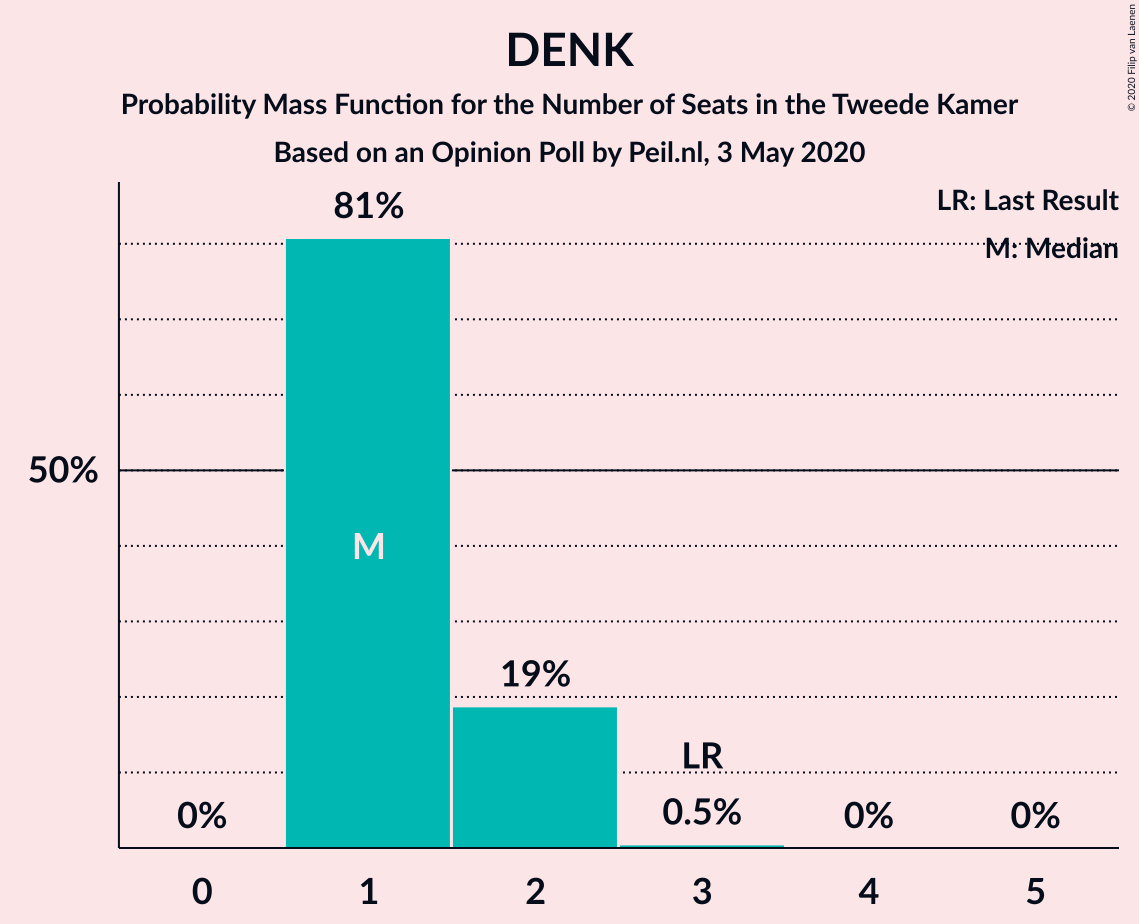 DENK
Probability Mass Function for the Number of Seats in the Tweede Kamer
Based on an Opinion Poll by Peil.nl, 3 May 2020
© 2020 Filip van Laenen
LR: Last Result
M: Median
81%
50%
M
19%
LR
0% 0.5% 0% 0%
0 1 2 3 4 5